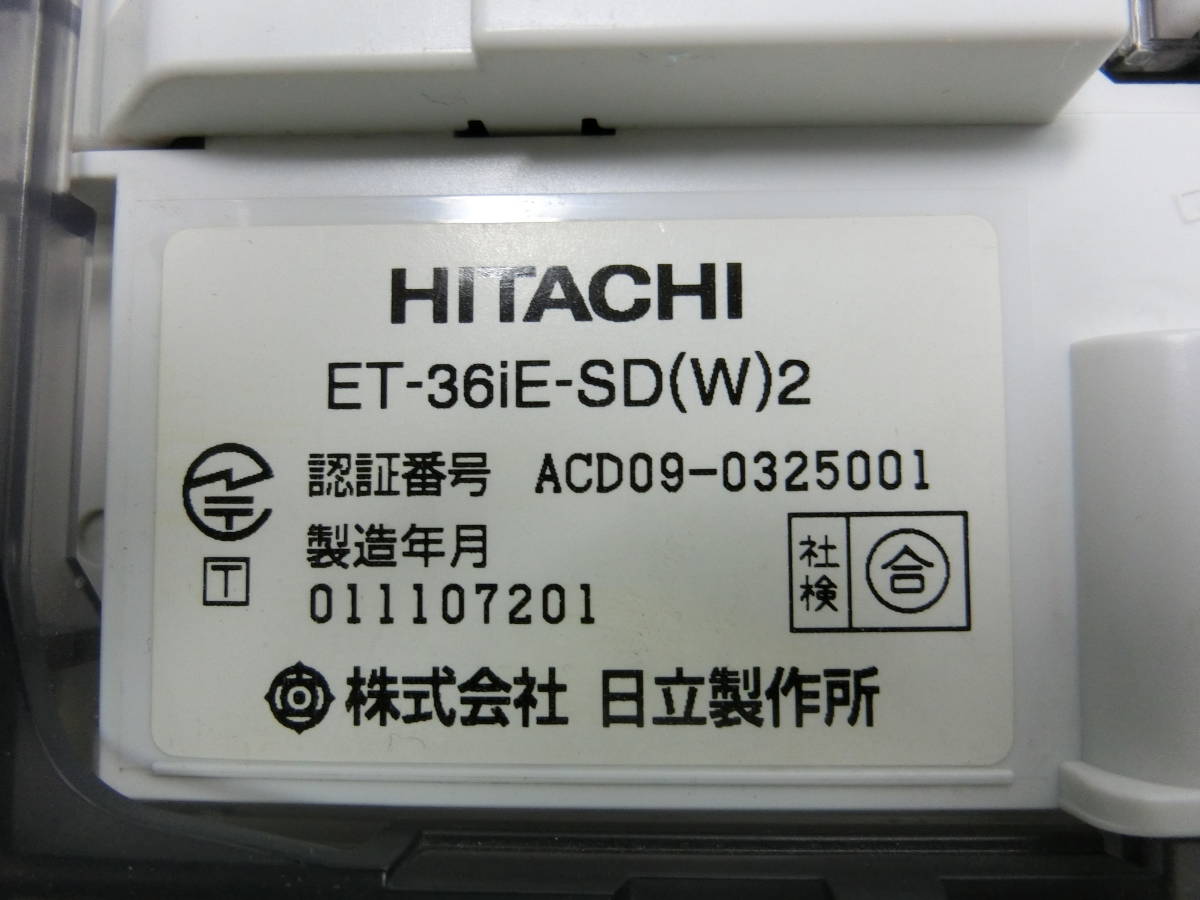 HITACHI
ET-36iE-SD(W)2
認証番号 ACD09-0325001
製造年月
011107201
T
社検 合
株式会社 日立製作所